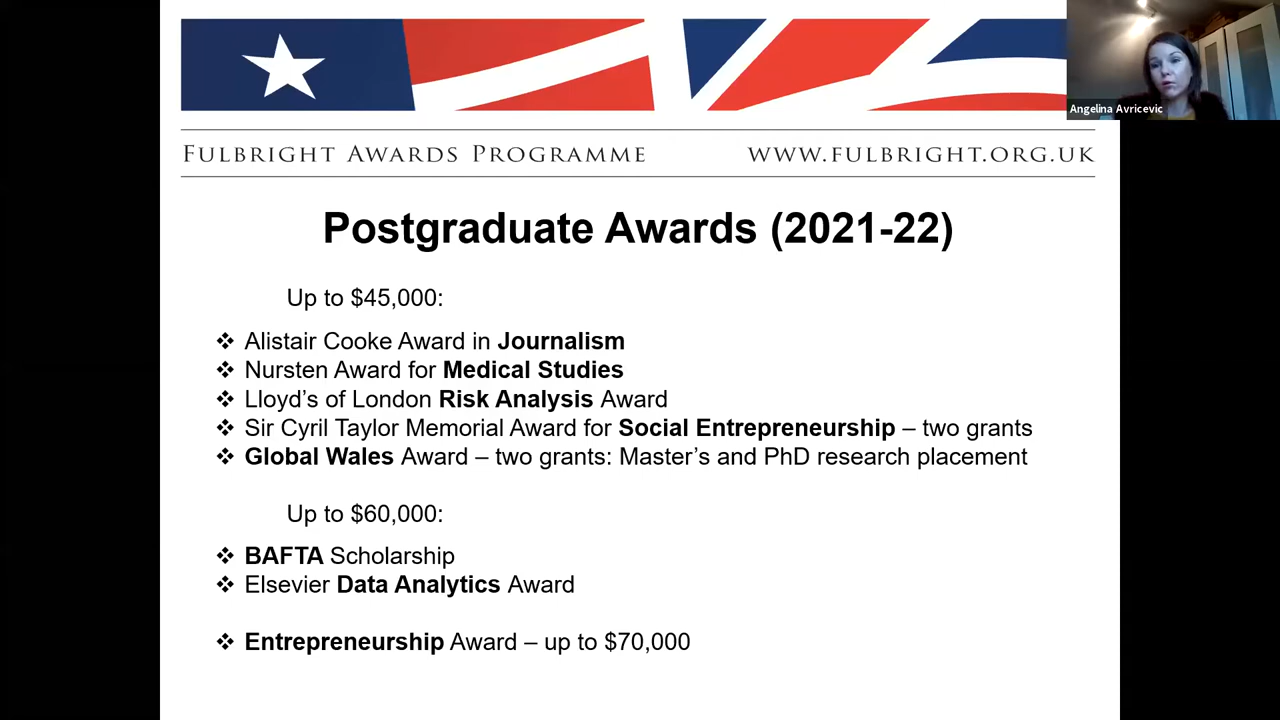 Angelina Avricevic
FULBRIGHT AWARDS PROGRAMME
WWW.FULBRIGHT.ORG.UK
Postgraduate Awards (2021-22)
Up to $45,000:
❖ Alistair Cooke Award in Journalism
❖ Nursten Award for Medical Studies
❖ Lloyd’s of London Risk Analysis Award
❖ Sir Cyril Taylor Memorial Award for Social Entrepreneurship – two grants
❖ Global Wales Award – two grants: Master’s and PhD research placement
Up to $60,000:
❖ BAFTA Scholarship
❖ Elsevier Data Analytics Award
❖ Entrepreneurship Award – up to $70,000